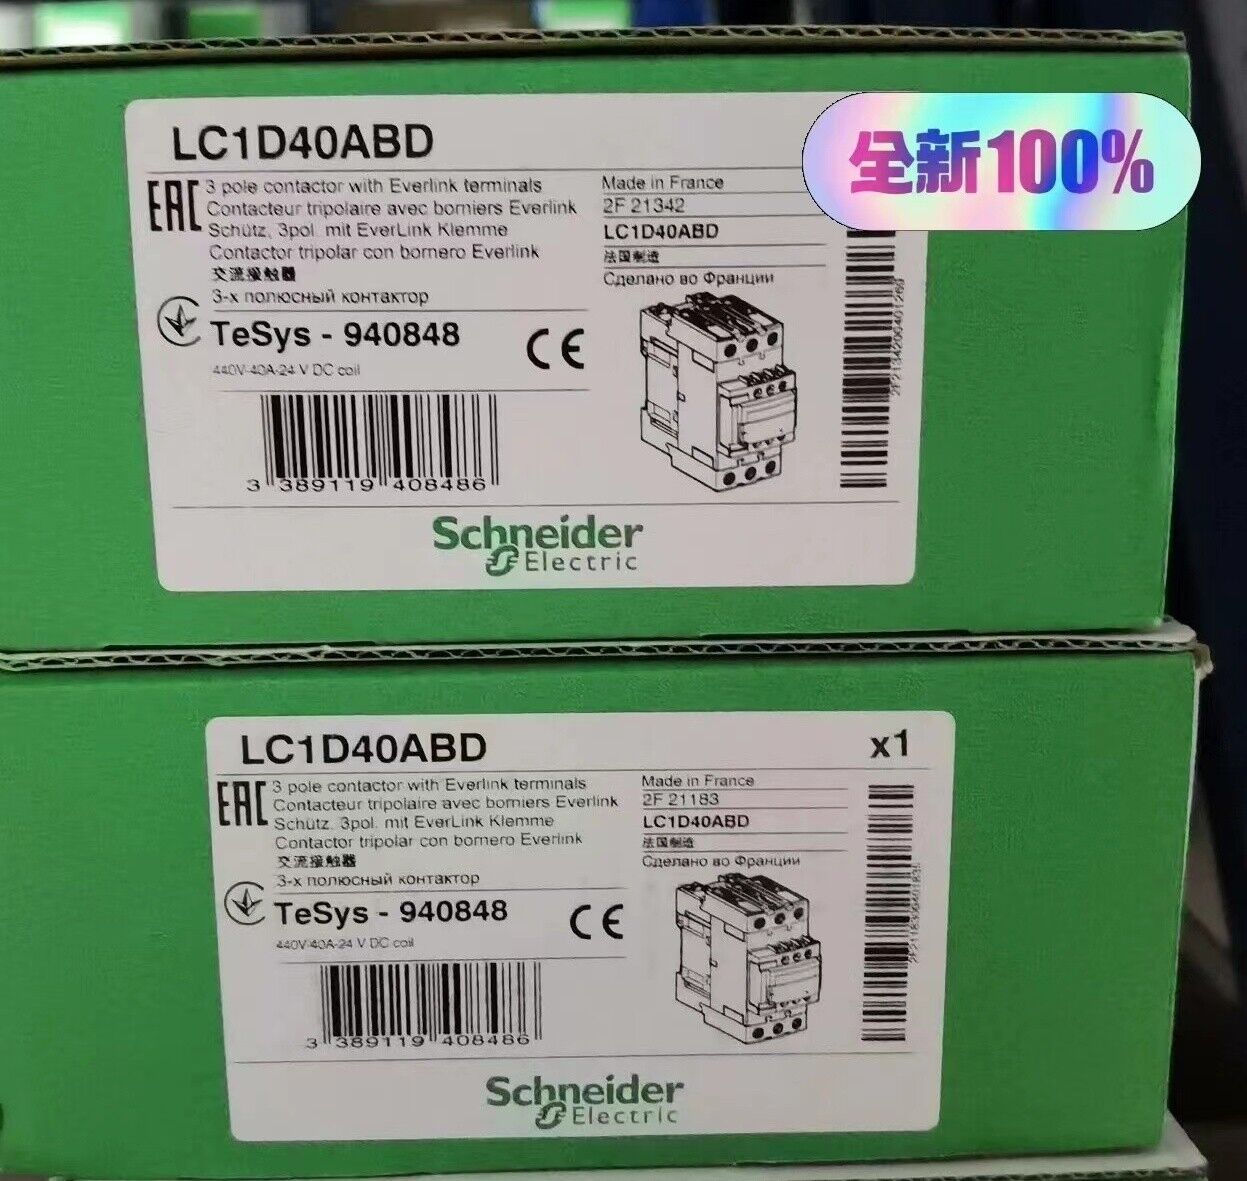 LC1D40ABD
全新100%
EAC
3 pole contactor with Everlink terminals
Contacteur tripolaire avec borniers Everlink
Schütz, 3pol. mit EverLink Klemme
Contactor tripolar con bornero Everlink
交流接触器
3-х полюсный контактор
TeSys - 940848
440V-40A-24 V DC coil
CE
3 389119 408486
Made in France
2F 21342
LC1D40ABD
法国制造
Сделано во Франции
Schneider
Electric
LC1D40ABD
x1
EAC
3 pole contactor with Everlink terminals
Contacteur tripolaire avec borniers Everlink
Schütz, 3pol. mit EverLink Klemme
Contactor tripolar con bornero Everlink
交流接触器
3-х полюсный контактор
TeSys - 940848
440V-40A-24 V DC coil
CE
3 389119 408486
Made in France
2F 21183
LC1D40ABD
法国制造
Сделано во Франции
Schneider
Electric